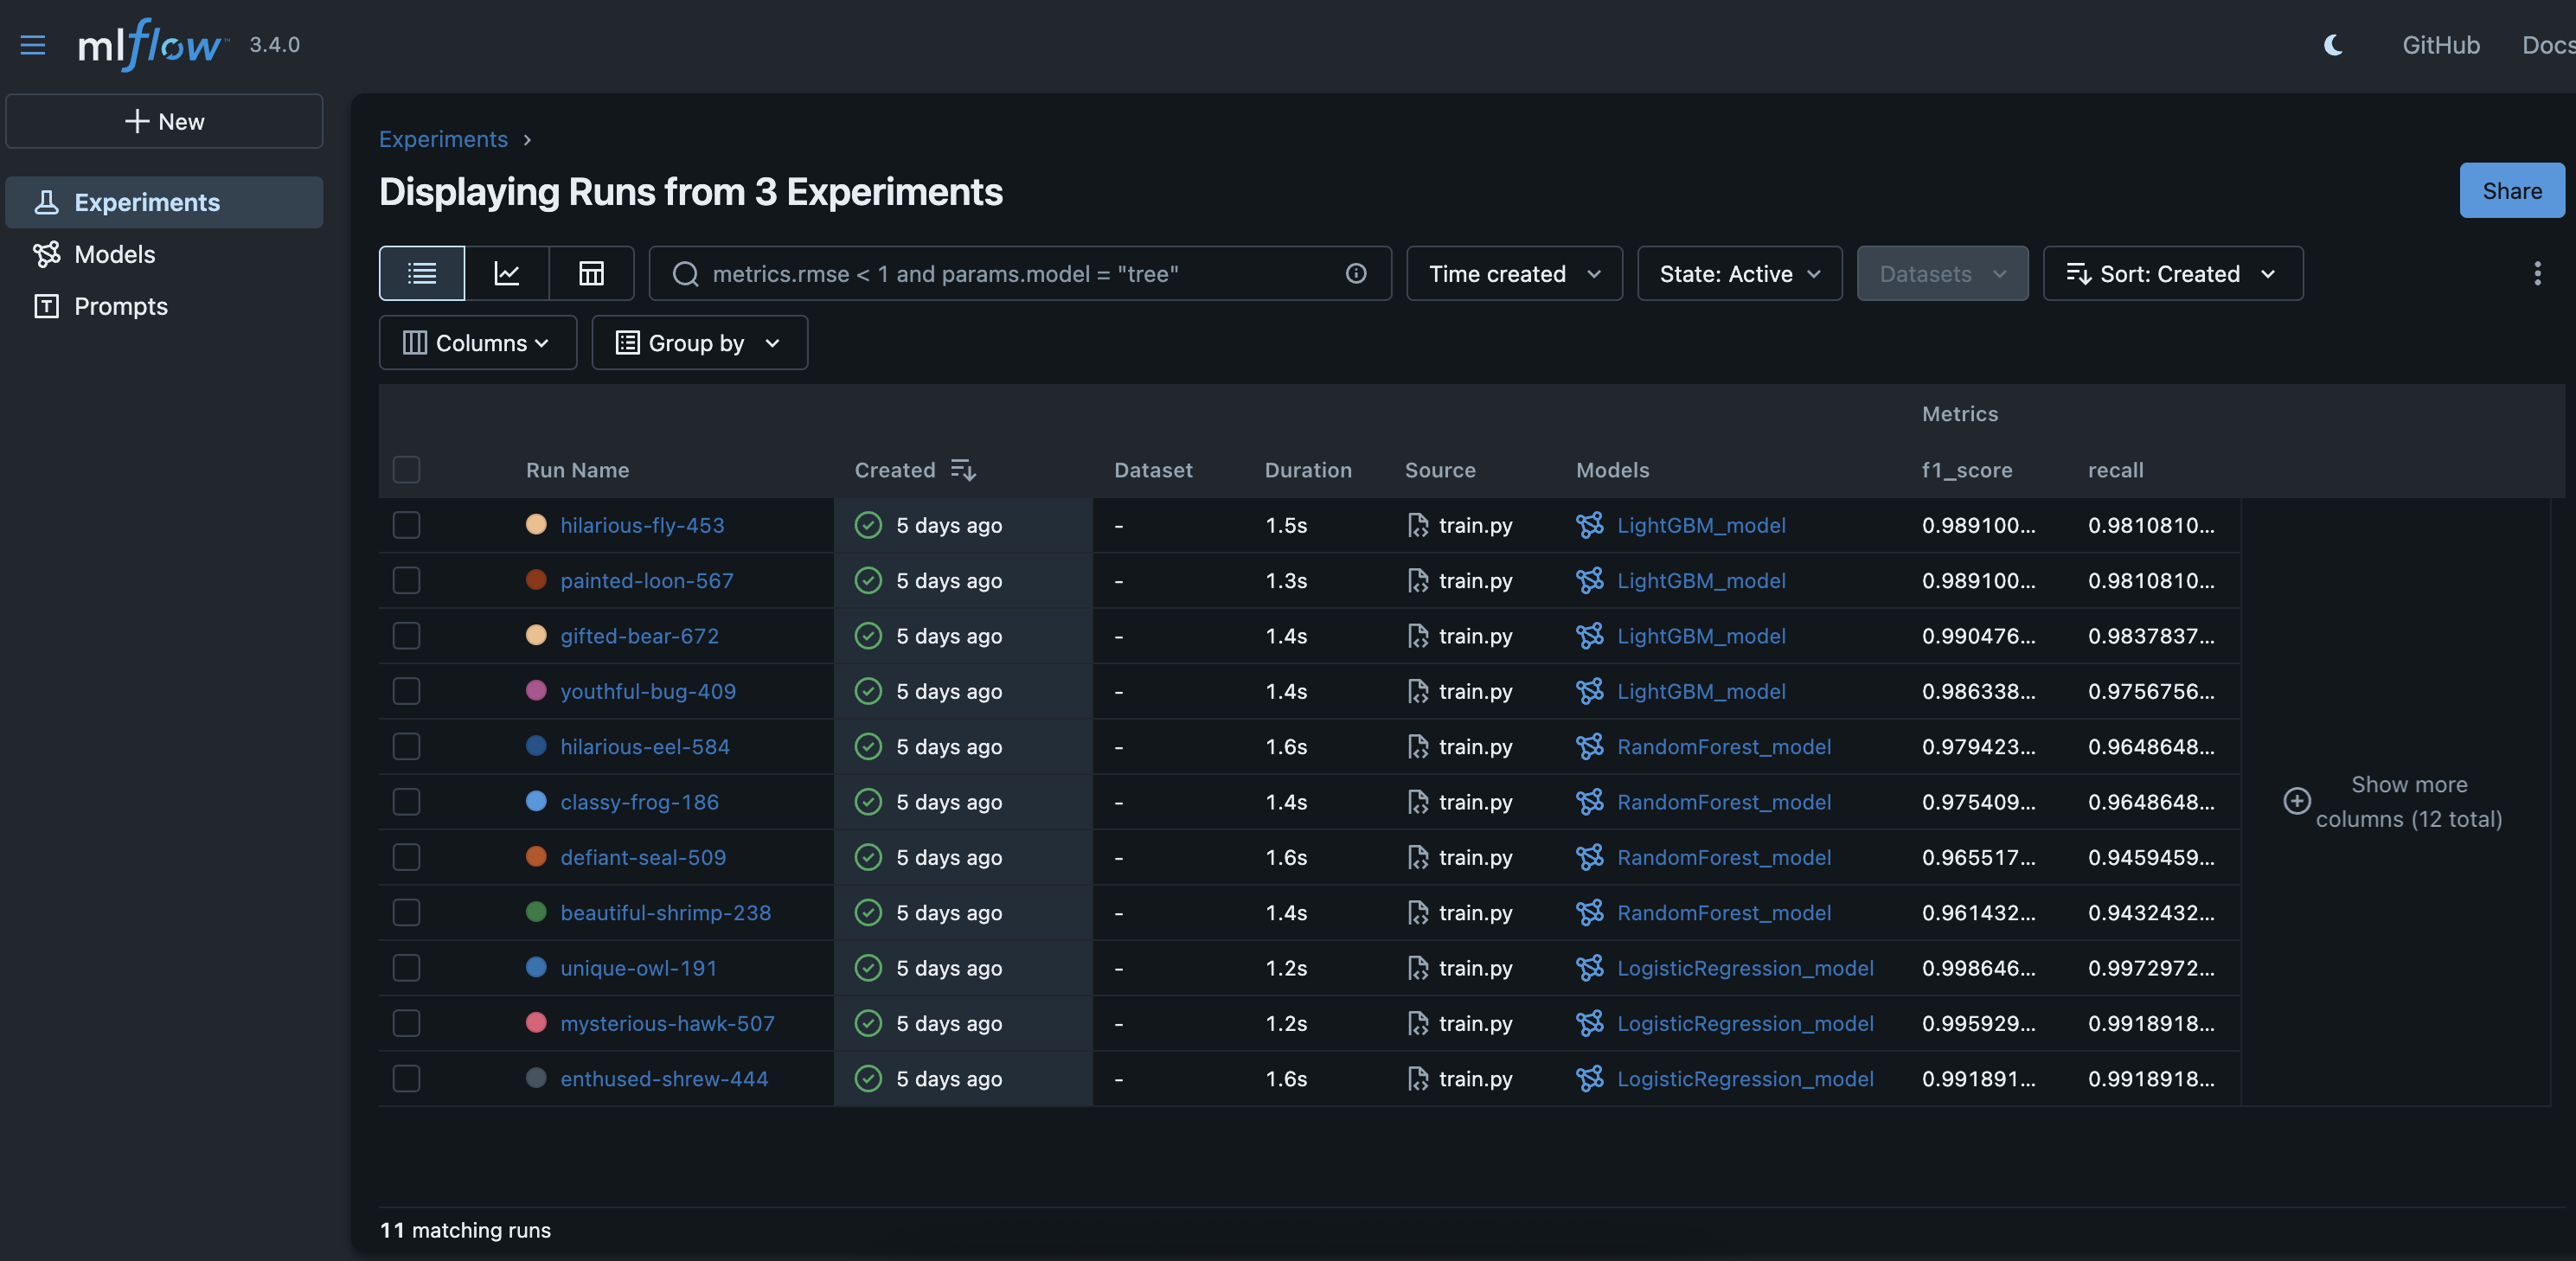 mlflow™ 3.4.0
GitHub
Docs
New
Experiments
Models
Prompts
Experiments ›
Displaying Runs from 3 Experiments
Share
metrics.rmse < 1 and params.model = "tree"
Time created
State: Active
Datasets
Sort: Created
Columns
Group by
Metrics
Run Name Created Dataset Duration Source Models f1_score recall
hilarious-fly-453 5 days ago - 1.5s train.py LightGBM_model 0.989100... 0.9810810...
painted-loon-567 5 days ago - 1.3s train.py LightGBM_model 0.989100... 0.9810810...
gifted-bear-672 5 days ago - 1.4s train.py LightGBM_model 0.990476... 0.9837837...
youthful-bug-409 5 days ago - 1.4s train.py LightGBM_model 0.986338... 0.9756756...
hilarious-eel-584 5 days ago - 1.6s train.py RandomForest_model 0.979423... 0.9648648...
classy-frog-186 5 days ago - 1.4s train.py RandomForest_model 0.975409... 0.9648648...
defiant-seal-509 5 days ago - 1.6s train.py RandomForest_model 0.965517... 0.9459459...
beautiful-shrimp-238 5 days ago - 1.4s train.py RandomForest_model 0.961432... 0.9432432...
unique-owl-191 5 days ago - 1.2s train.py LogisticRegression_model 0.998646... 0.9972972...
mysterious-hawk-507 5 days ago - 1.2s train.py LogisticRegression_model 0.995929... 0.9918918...
enthused-shrew-444 5 days ago - 1.6s train.py LogisticRegression_model 0.991891... 0.9918918...
Show more
columns (12 total)
11 matching runs